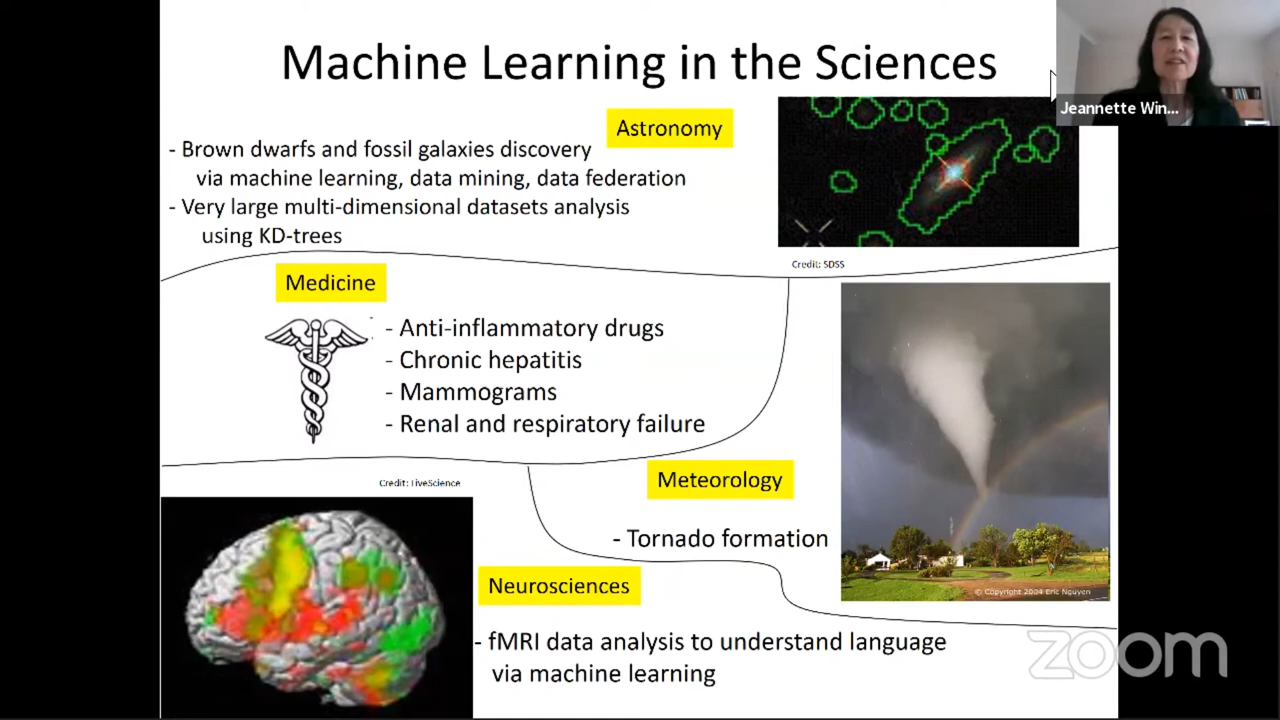 Machine Learning in the Sciences
Jeannette Win...
Astronomy
- Brown dwarfs and fossil galaxies discovery
via machine learning, data mining, data federation
- Very large multi-dimensional datasets analysis
using KD-trees
Credit: SDSS
Medicine
- Anti-inflammatory drugs
- Chronic hepatitis
- Mammograms
- Renal and respiratory failure
Credit: LiveScience
Meteorology
- Tornado formation
© Copyright 2004 Eric Nguyen
Neurosciences
- fMRI data analysis to understand language
via machine learning
zoom